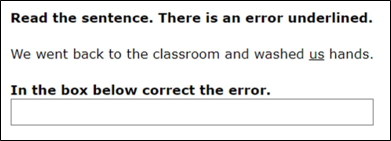 Read the sentence. There is an error underlined.
We went back to the classroom and washed us hands.
In the box below correct the error.